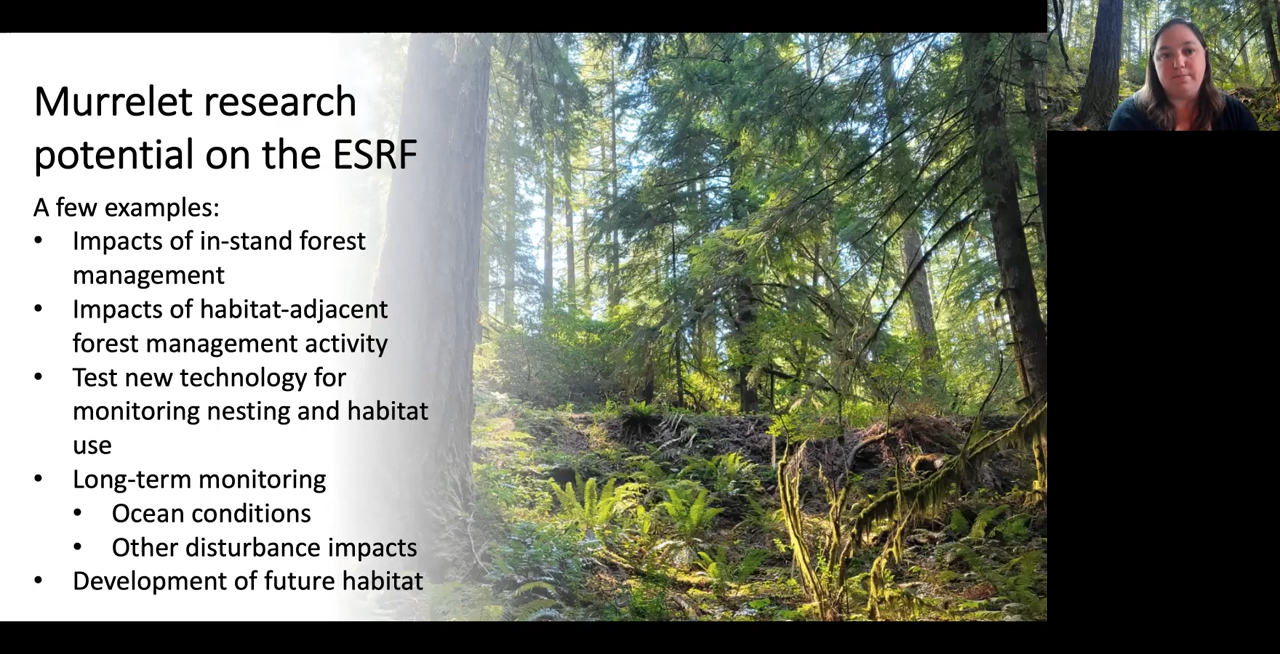 Murrelet research
potential on the ESRF
A few examples:
• Impacts of in-stand forest
management
• Impacts of habitat-adjacent
forest management activity
• Test new technology for
monitoring nesting and habitat
use
• Long-term monitoring
• Ocean conditions
• Other disturbance impacts
• Development of future habitat